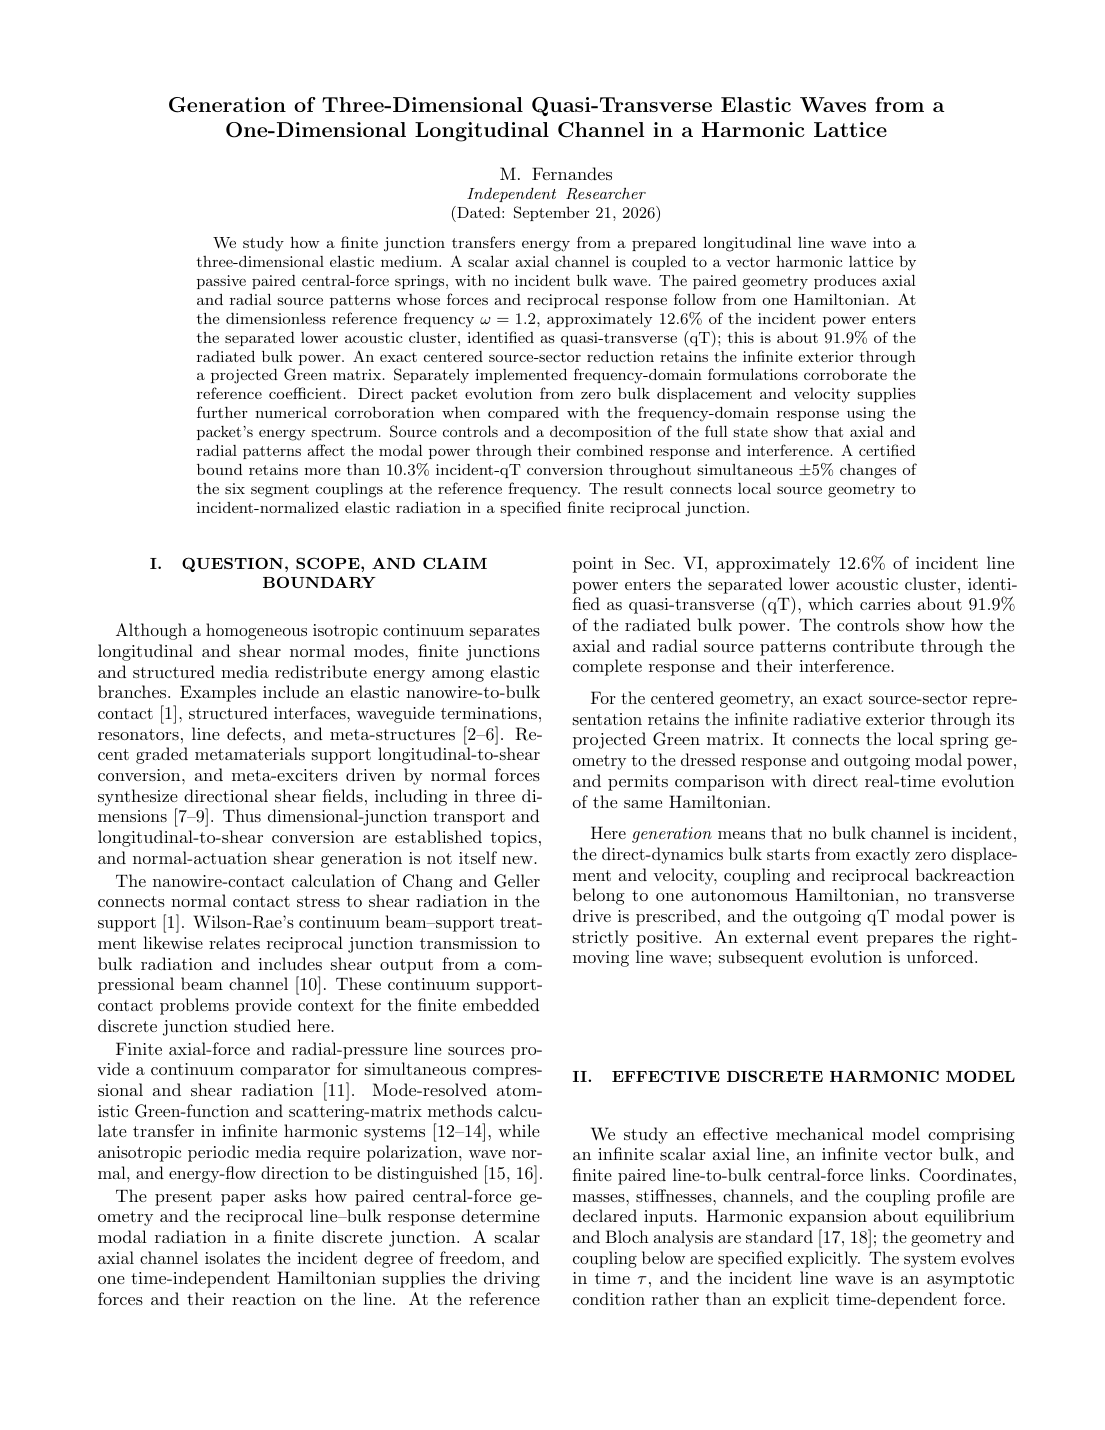 Generation of Three-Dimensional Quasi-Transverse Elastic Waves from a
One-Dimensional Longitudinal Channel in a Harmonic Lattice
M. Fernandes
Independent Researcher
(Dated: September 21, 2026)
We study how a finite junction transfers energy from a prepared longitudinal line wave into a
three-dimensional elastic medium. A scalar axial channel is coupled to a vector harmonic lattice by
passive paired central-force springs, with no incident bulk wave. The paired geometry produces axial
and radial source patterns whose forces and reciprocal response follow from one Hamiltonian. At
the dimensionless reference frequency ω = 1.2, approximately 12.6% of the incident power enters
the separated lower acoustic cluster, identified as quasi-transverse (qT); this is about 91.9% of the
radiated bulk power. An exact centered source-sector reduction retains the infinite exterior through
a projected Green matrix. Separately implemented frequency-domain formulations corroborate the
reference coefficient. Direct packet evolution from zero bulk displacement and velocity supplies
further numerical corroboration when compared with the frequency-domain response using the
packet's energy spectrum. Source controls and a decomposition of the full state show that axial and
radial patterns affect the modal power through their combined response and interference. A certified
bound retains more than 10.3% incident-qT conversion throughout simultaneous ±5% changes of
the six segment couplings at the reference frequency. The result connects local source geometry to
incident-normalized elastic radiation in a specified finite reciprocal junction.
I. QUESTION, SCOPE, AND CLAIM
BOUNDARY
Although a homogeneous isotropic continuum separates
longitudinal and shear normal modes, finite junctions
and structured media redistribute energy among elastic
branches. Examples include an elastic nanowire-to-bulk
contact [1], structured interfaces, waveguide terminations,
resonators, line defects, and meta-structures [2–6]. Re-
cent graded metamaterials support longitudinal-to-shear
conversion, and meta-exciters driven by normal forces
synthesize directional shear fields, including in three di-
mensions [7–9]. Thus dimensional-junction transport and
longitudinal-to-shear conversion are established topics,
and normal-actuation shear generation is not itself new.
The nanowire-contact calculation of Chang and Geller
connects normal contact stress to shear radiation in the
support [1]. Wilson-Rae's continuum beam–support treat-
ment likewise relates reciprocal junction transmission to
bulk radiation and includes shear output from a com-
pressional beam channel [10]. These continuum support-
contact problems provide context for the finite embedded
discrete junction studied here.
Finite axial-force and radial-pressure line sources pro-
vide a continuum comparator for simultaneous compres-
sional and shear radiation [11]. Mode-resolved atom-
istic Green-function and scattering-matrix methods calcu-
late transfer in infinite harmonic systems [12–14], while
anisotropic periodic media require polarization, wave nor-
mal, and energy-flow direction to be distinguished [15, 16].
The present paper asks how paired central-force ge-
ometry and the reciprocal line–bulk response determine
modal radiation in a finite discrete junction. A scalar
axial channel isolates the incident degree of freedom, and
one time-independent Hamiltonian supplies the driving
forces and their reaction on the line. At the reference
point in Sec. VI, approximately 12.6% of incident line
power enters the separated lower acoustic cluster, identi-
fied as quasi-transverse (qT), which carries about 91.9%
of the radiated bulk power. The controls show how the
axial and radial source patterns contribute through the
complete response and their interference.
For the centered geometry, an exact source-sector repre-
sentation retains the infinite radiative exterior through its
projected Green matrix. It connects the local spring ge-
ometry to the dressed response and outgoing modal power,
and permits comparison with direct real-time evolution
of the same Hamiltonian.
Here generation means that no bulk channel is incident,
the direct-dynamics bulk starts from exactly zero displace-
ment and velocity, coupling and reciprocal backreaction
belong to one autonomous Hamiltonian, no transverse
drive is prescribed, and the outgoing qT modal power is
strictly positive. An external event prepares the right-
moving line wave; subsequent evolution is unforced.
II. EFFECTIVE DISCRETE HARMONIC MODEL
We study an effective mechanical model comprising
an infinite scalar axial line, an infinite vector bulk, and
finite paired line-to-bulk central-force links. Coordinates,
masses, stiffnesses, channels, and the coupling profile are
declared inputs. Harmonic expansion about equilibrium
and Bloch analysis are standard [17, 18]; the geometry and
coupling below are specified explicitly. The system evolves
in time τ, and the incident line wave is an asymptotic
condition rather than an explicit time-dependent force.